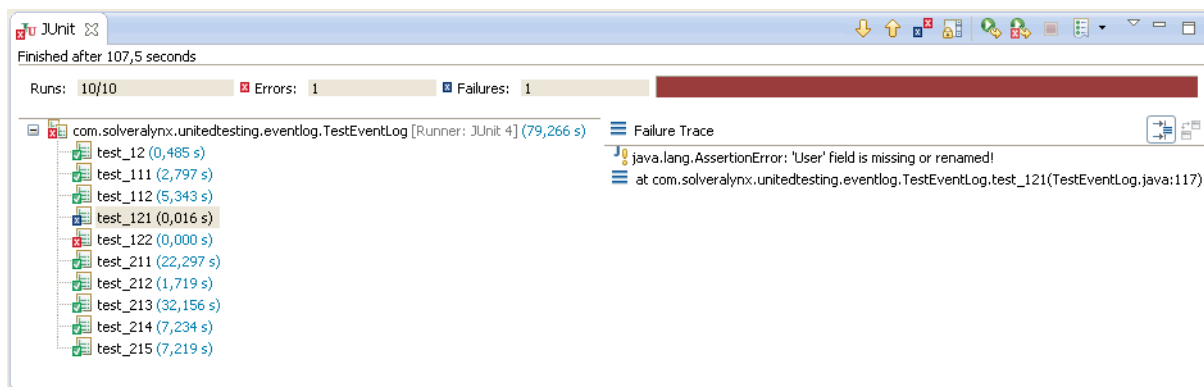 JUnit
Finished after 107,5 seconds
Runs: 10/10 Errors: 1 Failures: 1
com.solveralynx.unitedtesting.eventlog.TestEventLog [Runner: JUnit 4] (79,266 s)
test_12 (0,485 s)
test_111 (2,797 s)
test_112 (5,343 s)
test_121 (0,016 s)
test_122 (0,000 s)
test_211 (22,297 s)
test_212 (1,719 s)
test_213 (32,156 s)
test_214 (7,234 s)
test_215 (7,219 s)
Failure Trace
java.lang.AssertionError: 'User' field is missing or renamed!
at com.solveralynx.unitedtesting.eventlog.TestEventLog.test_121(TestEventLog.java:117)